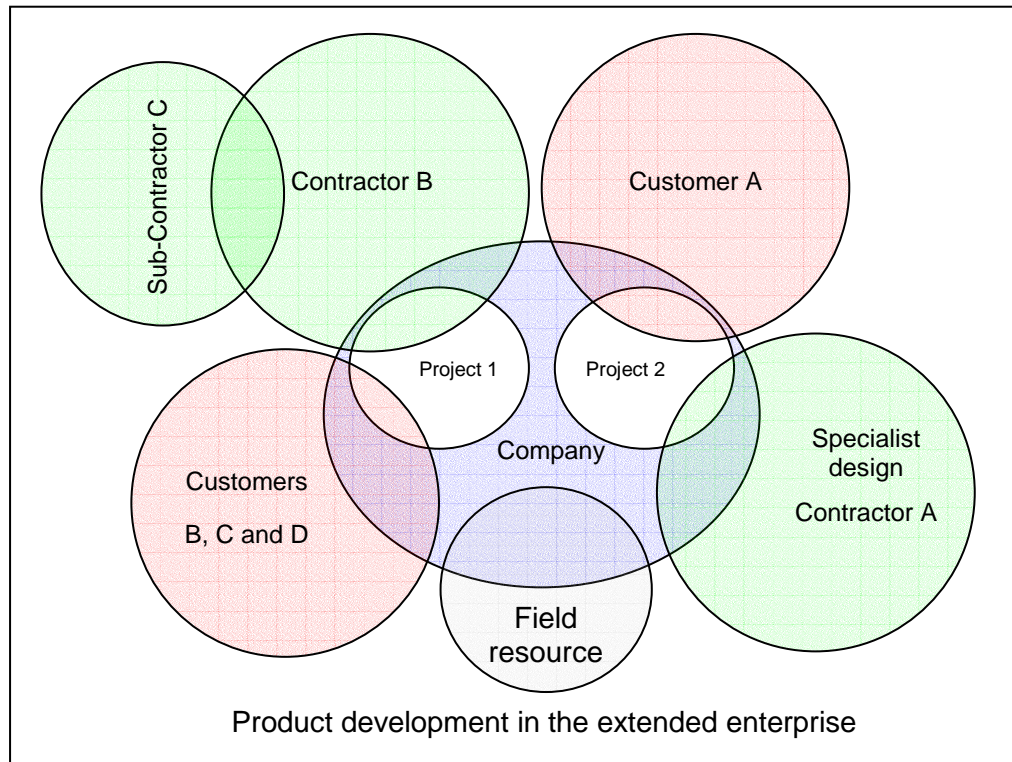 Sub-Contractor C
Contractor B
Customer A
Project 1
Project 2
Company
Customers
B, C and D
Specialist
design
Contractor A
Field
resource
Product development in the extended enterprise